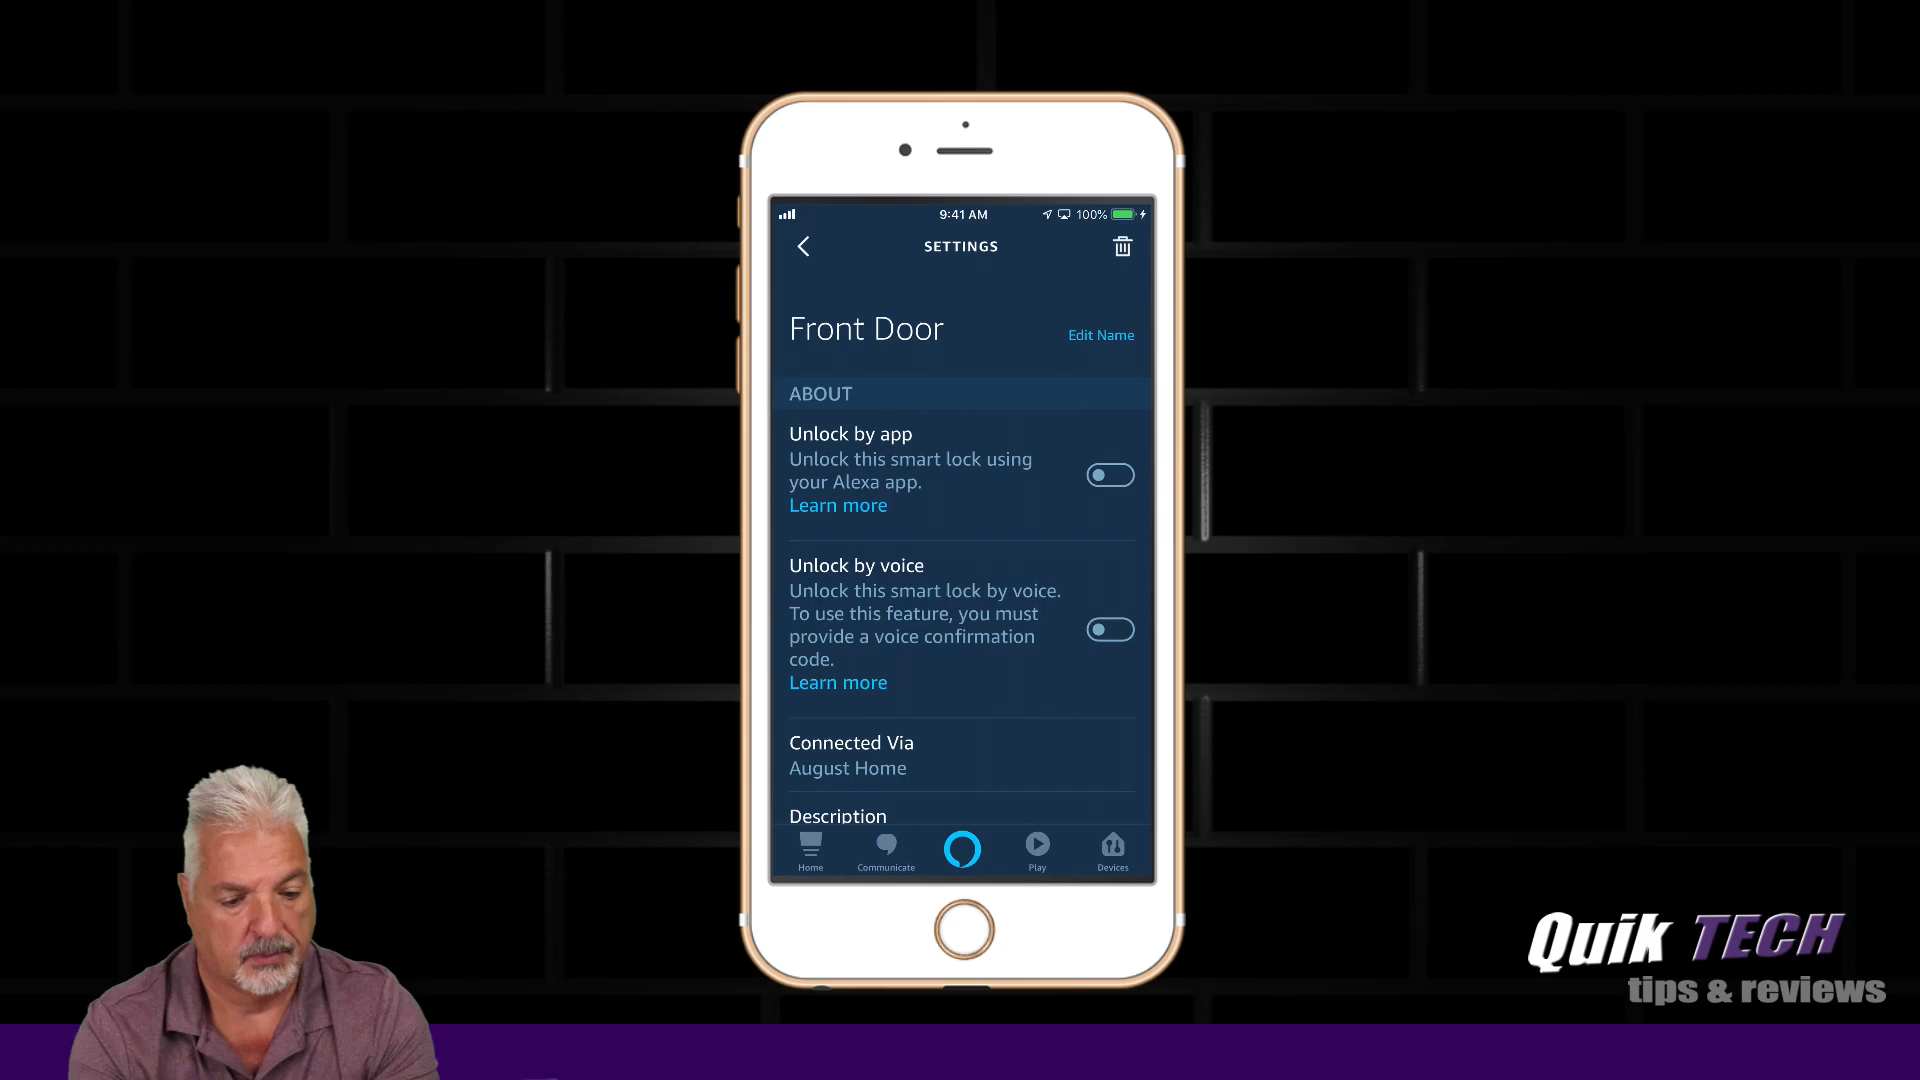 9:41 AM
100%
SETTINGS
Front Door
Edit Name
ABOUT
Unlock by app
Unlock this smart lock using
your Alexa app.
Learn more
Unlock by voice
Unlock this smart lock by voice.
To use this feature, you must
provide a voice confirmation
code.
Learn more
Connected Via
August Home
Description
Home
Communicate
Play
Devices
Quik TECH
tips & reviews